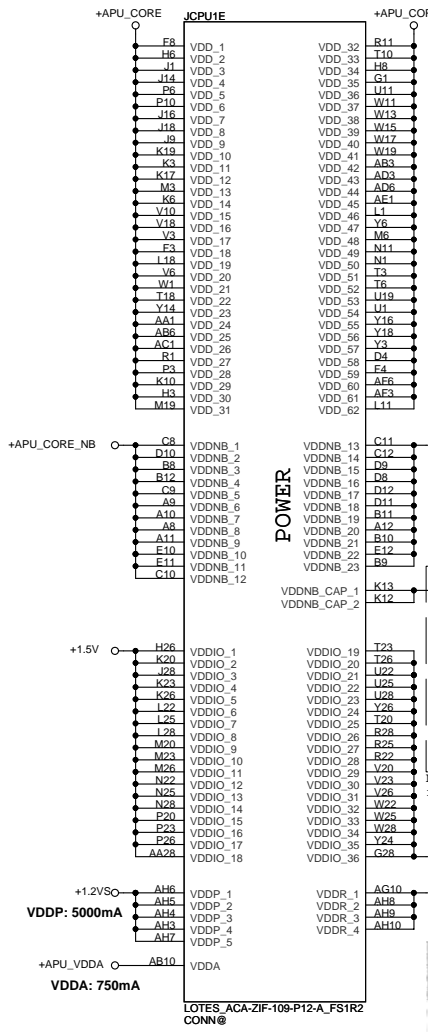 +APU_CORE JCPU1E +APU_COR
F8 VDD_1 VDD_32 R11
H6 VDD_2 VDD_33 T10
J1 VDD_3 VDD_34 H8
J14 VDD_4 VDD_35 G1
P6 VDD_5 VDD_36 U11
P10 VDD_6 VDD_37 W11
J16 VDD_7 VDD_38 W13
J18 VDD_8 VDD_39 W15
J9 VDD_9 VDD_40 W17
K19 VDD_10 VDD_41 W19
K3 VDD_11 VDD_42 AB3
K17 VDD_12 VDD_43 AD3
M3 VDD_13 VDD_44 AD6
K6 VDD_14 VDD_45 AE1
V10 VDD_15 VDD_46 L1
V18 VDD_16 VDD_47 Y6
V3 VDD_17 VDD_48 M6
F3 VDD_18 VDD_49 N11
L18 VDD_19 VDD_50 N1
V6 VDD_20 VDD_51 T3
W1 VDD_21 VDD_52 T6
T18 VDD_22 VDD_53 U19
Y14 VDD_23 VDD_54 U1
AA1 VDD_24 VDD_55 Y16
AB6 VDD_25 VDD_56 Y18
AC1 VDD_26 VDD_57 Y3
R1 VDD_27 VDD_58 D4
P3 VDD_28 VDD_59 F4
K10 VDD_29 VDD_60 AF6
H3 VDD_30 VDD_61 AF3
M19 VDD_31 VDD_62 L11
+APU_CORE_NB C8 VDDNB_1 VDDNB_13 C11
D10 VDDNB_2 VDDNB_14 C12
B8 VDDNB_3 VDDNB_15 D9
B12 VDDNB_4 VDDNB_16 D8
C9 VDDNB_5 VDDNB_17 D12
A9 VDDNB_6 VDDNB_18 D11
A10 VDDNB_7 VDDNB_19 B11
A8 VDDNB_8 VDDNB_20 A12
A11 VDDNB_9 VDDNB_21 B10
E10 VDDNB_10 VDDNB_22 E12
E11 VDDNB_11 VDDNB_23 B9
C10 VDDNB_12
POWER
VDDNB_CAP_1 K13
VDDNB_CAP_2 K12
+1.5V H26 VDDIO_1 VDDIO_19 T23
K20 VDDIO_2 VDDIO_20 T26
J28 VDDIO_3 VDDIO_21 U22
K23 VDDIO_4 VDDIO_22 U25
K26 VDDIO_5 VDDIO_23 U28
L22 VDDIO_6 VDDIO_24 Y26
L25 VDDIO_7 VDDIO_25 T20
L28 VDDIO_8 VDDIO_26 R28
M20 VDDIO_9 VDDIO_27 R25
M23 VDDIO_10 VDDIO_28 R22
M26 VDDIO_11 VDDIO_29 V20
N22 VDDIO_12 VDDIO_30 V23
N25 VDDIO_13 VDDIO_31 V26
N28 VDDIO_14 VDDIO_32 W22
P20 VDDIO_15 VDDIO_33 W25
P23 VDDIO_16 VDDIO_34 W28
P26 VDDIO_17 VDDIO_35 Y24
AA28 VDDIO_18 VDDIO_36 G28
+1.2VS AH6 VDDP_1 VDDR_1 AG10
AH5 VDDP_2 VDDR_2 AH8
VDDP: 5000mA AH4 VDDP_3 VDDR_3 AH9
AH3 VDDP_4 VDDR_4 AH10
AH7 VDDP_5
+APU_VDDA AB10 VDDA
VDDA: 750mA
LOTES_ACA-ZIF-109-P12-A_FS1R2
CONN@